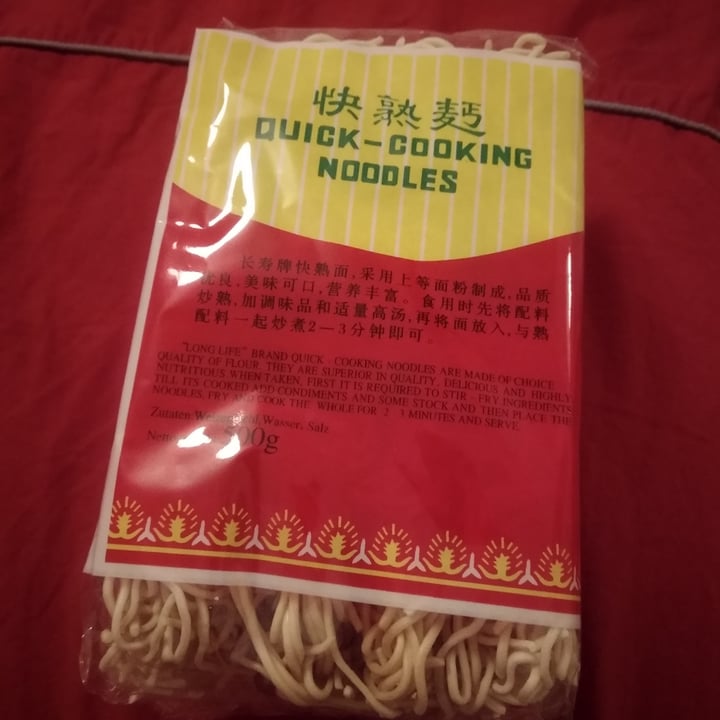 快熟麵
QUICK-COOKING
NOODLES
长寿牌快熟面,采用上等面粉制成,品质
优良,美味可口,营养丰富。食用时先将配料
炒熟,加调味品和适量高汤,再将面放入,与熟
配料一起炒煮2—3分钟即可。
"LONG LIFE" BRAND QUICK - COOKING NOODLES ARE MADE OF CHOICE
QUALITY OF FLOUR. THEY ARE SUPERIOR IN QUALITY, DELICIOUS AND HIGHLY
NUTRITIOUS WHEN TAKEN, FIRST IT IS REQUIRED TO STIR - FRY INGREDIENTS
TILL ITS COOKED ADD CONDIMENTS AND SOME STOCK AND THEN PLACE THE
NOODLES, FRY AND COOK THE WHOLE FOR 2 - 3 MINUTES AND SERVE.
Zutaten: Wasser, Salz
500g